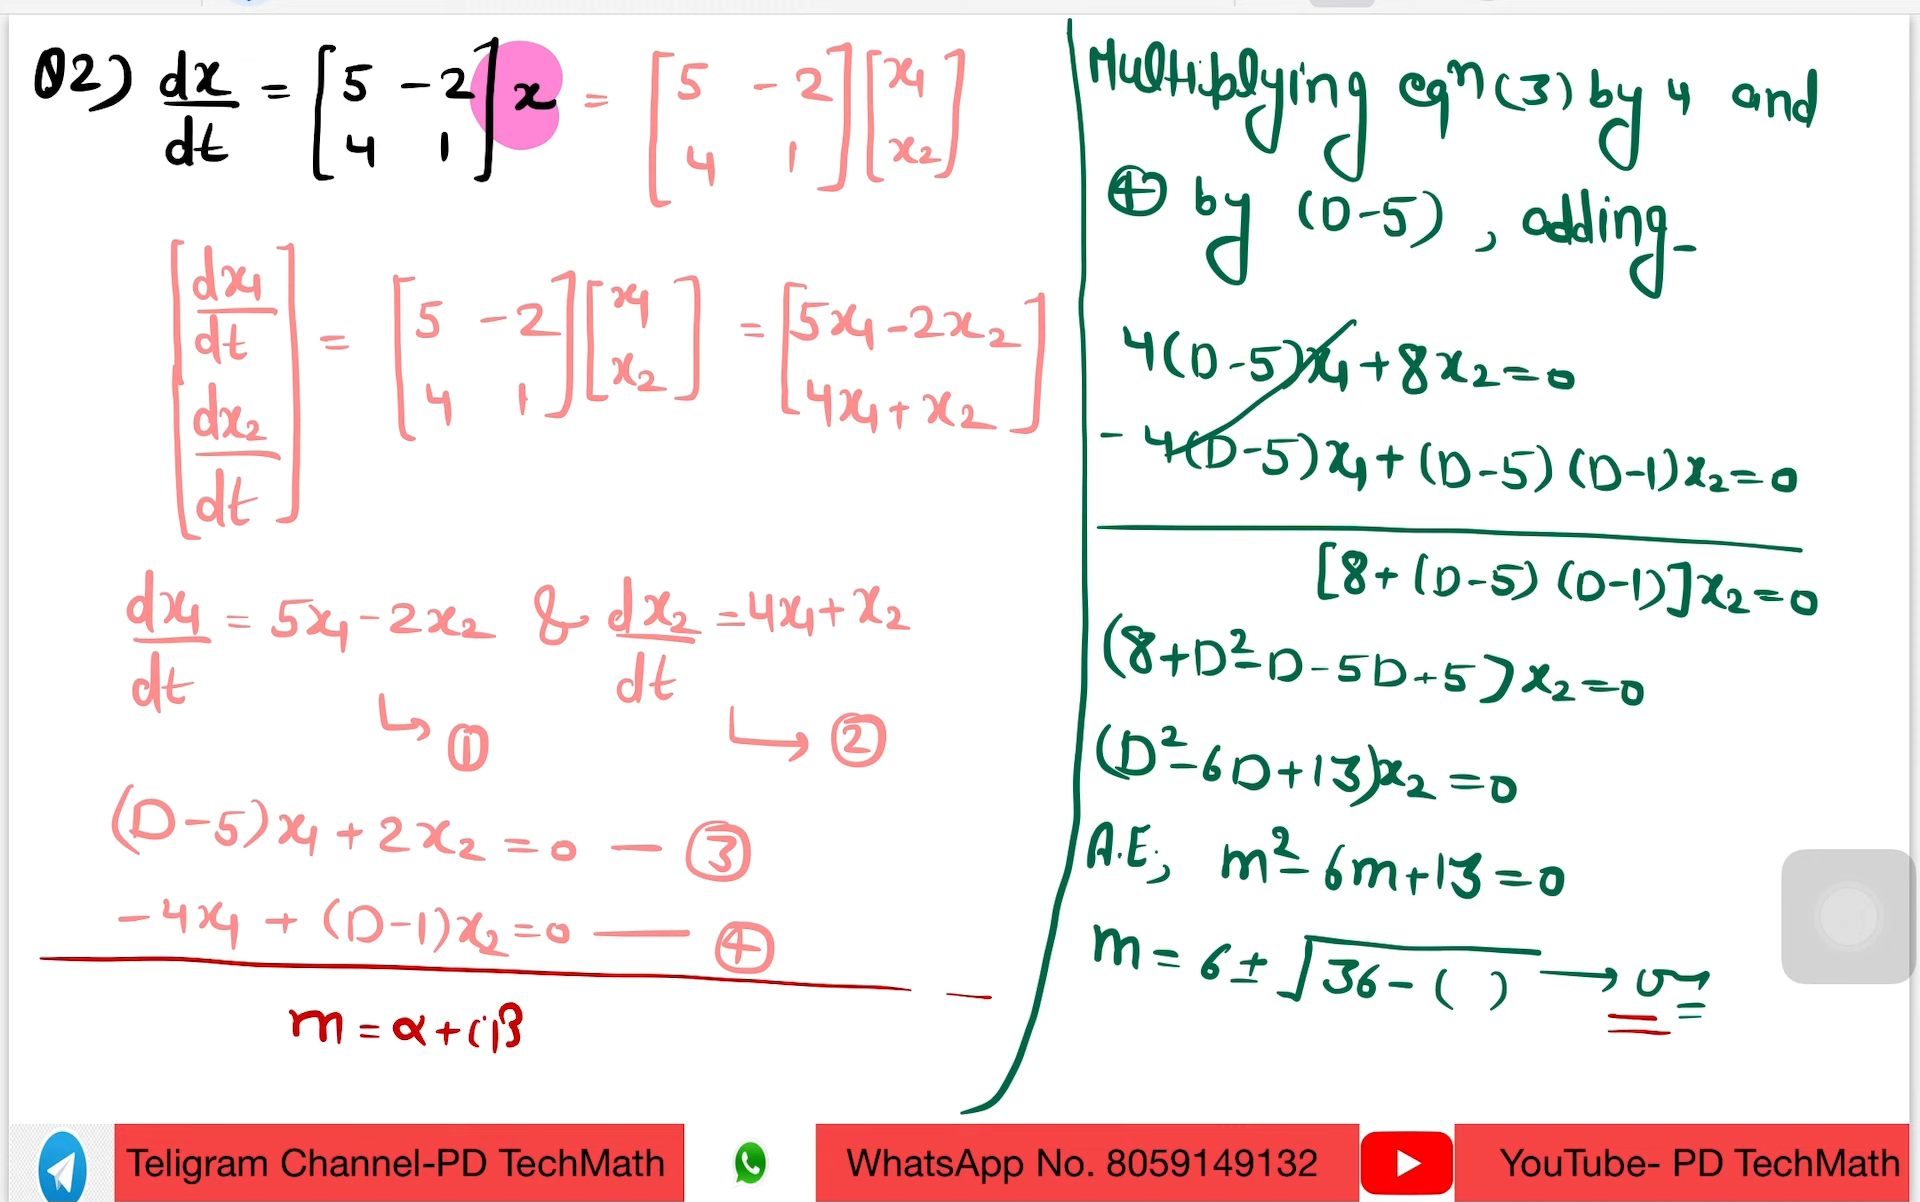 Q2) dx/dt = [5 -2; 4 1] x = [5 -2; 4 1] [x1; x2]
[dx1/dt; dx2/dt] = [5 -2; 4 1] [x1; x2] = [5x1-2x2; 4x1+x2]
dx1/dt = 5x1-2x2 & dx2/dt = 4x1+x2
↳ ① ↳ ②
(D-5)x1+2x2=0 — ③
-4x1+(D-1)x2=0 — ④
m=α+iβ
Multiplying eqn(3) by 4 and
④ by (D-5), adding-
4(D-5)x1+8x2=0
-4(D-5)x1+(D-5)(D-1)x2=0
[8+(D-5)(D-1)]x2=0
(8+D²-D-5D+5)x2=0
(D²-6D+13)x2=0
A.E., m²-6m+13=0
m=6±√36-( ) →
Teligram Channel-PD TechMath
WhatsApp No. 8059149132
YouTube- PD TechMath